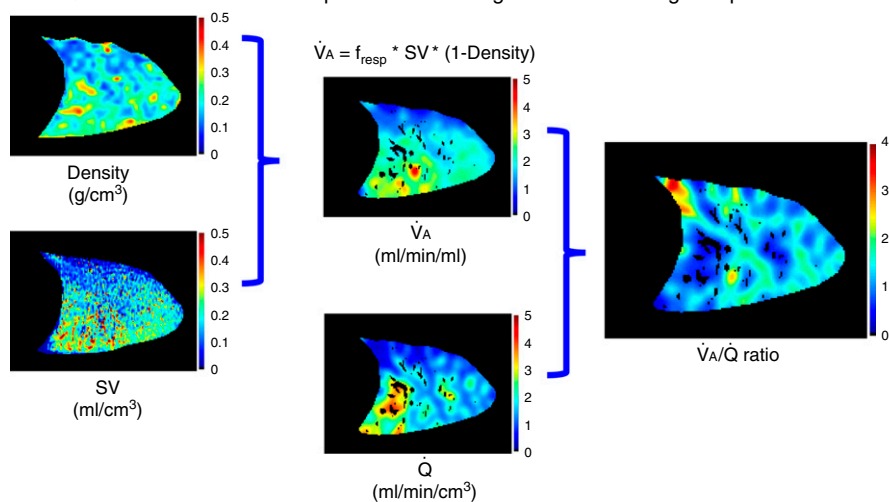 0.5
0.4
0.3
0.2
0.1
0
Density
(g/cm³)
0.5
0.4
0.3
0.2
0.1
0
SV
(ml/cm³)
V̇A = f_resp * SV * (1-Density)
5
4
3
2
1
0
V̇A
(ml/min/ml)
5
4
3
2
1
0
Q̇
(ml/min/cm³)
4
3
2
1
0
V̇A/Q̇ ratio